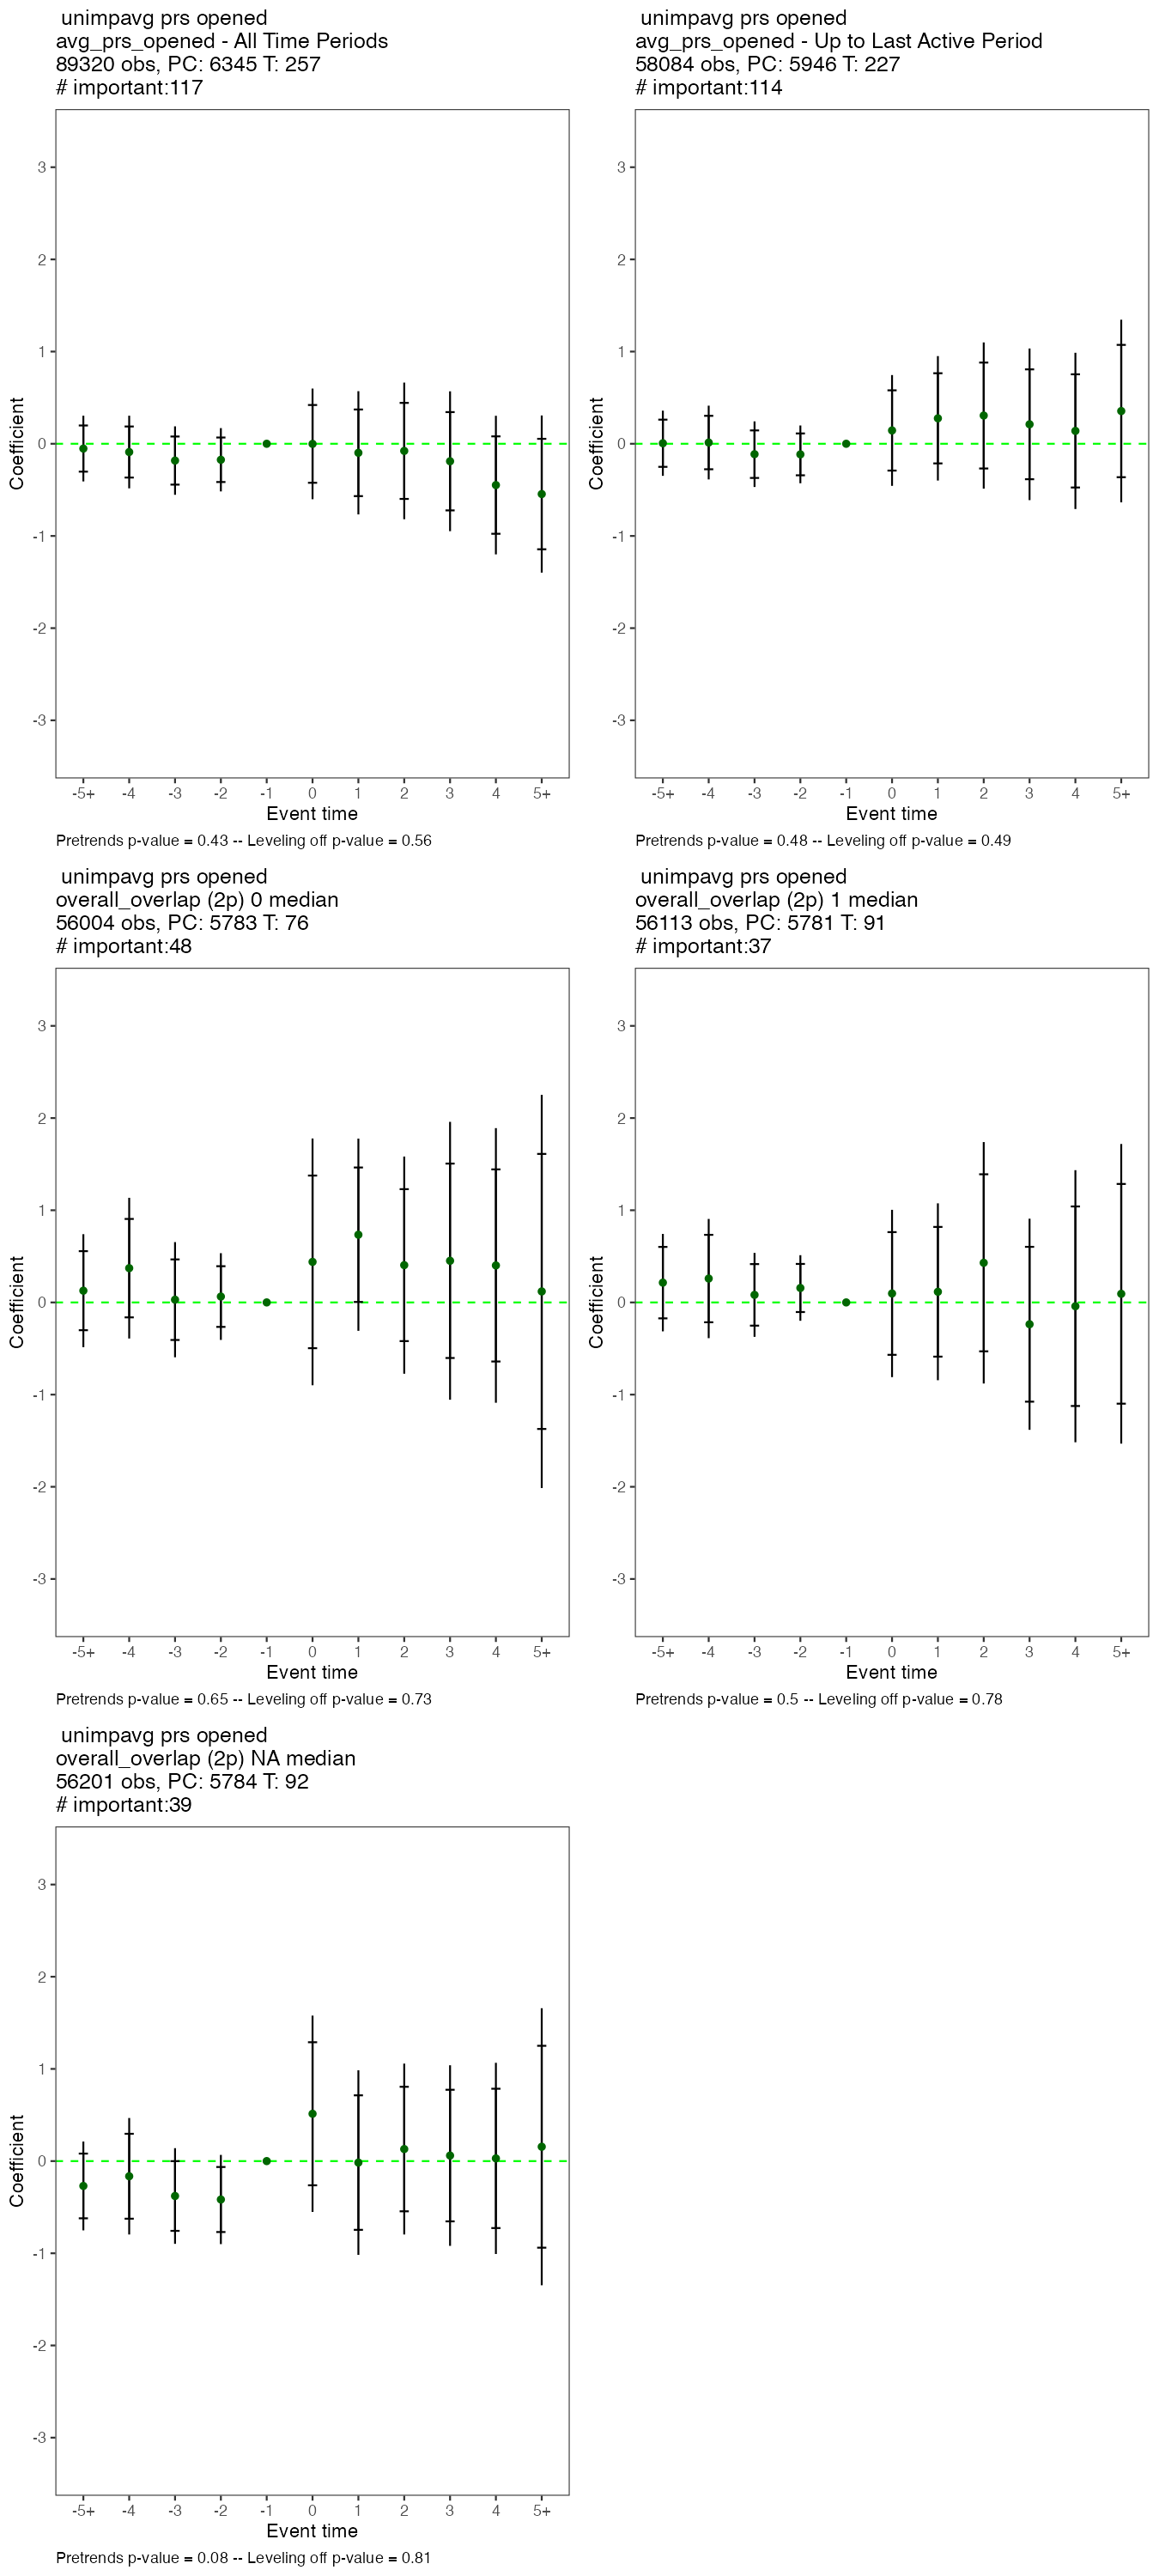 unimpavg prs opened
avg_prs_opened - All Time Periods
89320 obs, PC: 6345 T: 257
# important:117
3
2
1
0
-1
-2
-3
Coefficient
-5+ -4 -3 -2 -1 0 1 2 3 4 5+
Event time
Pretrends p-value = 0.43 -- Leveling off p-value = 0.56
unimpavg prs opened
avg_prs_opened - Up to Last Active Period
58084 obs, PC: 5946 T: 227
# important:114
3
2
1
0
-1
-2
-3
Coefficient
-5+ -4 -3 -2 -1 0 1 2 3 4 5+
Event time
Pretrends p-value = 0.48 -- Leveling off p-value = 0.49
unimpavg prs opened
overall_overlap (2p) 0 median
56004 obs, PC: 5783 T: 76
# important:48
3
2
1
0
-1
-2
-3
Coefficient
-5+ -4 -3 -2 -1 0 1 2 3 4 5+
Event time
Pretrends p-value = 0.65 -- Leveling off p-value = 0.73
unimpavg prs opened
overall_overlap (2p) 1 median
56113 obs, PC: 5781 T: 91
# important:37
3
2
1
0
-1
-2
-3
Coefficient
-5+ -4 -3 -2 -1 0 1 2 3 4 5+
Event time
Pretrends p-value = 0.5 -- Leveling off p-value = 0.78
unimpavg prs opened
overall_overlap (2p) NA median
56201 obs, PC: 5784 T: 92
# important:39
3
2
1
0
-1
-2
-3
Coefficient
-5+ -4 -3 -2 -1 0 1 2 3 4 5+
Event time
Pretrends p-value = 0.08 -- Leveling off p-value = 0.81